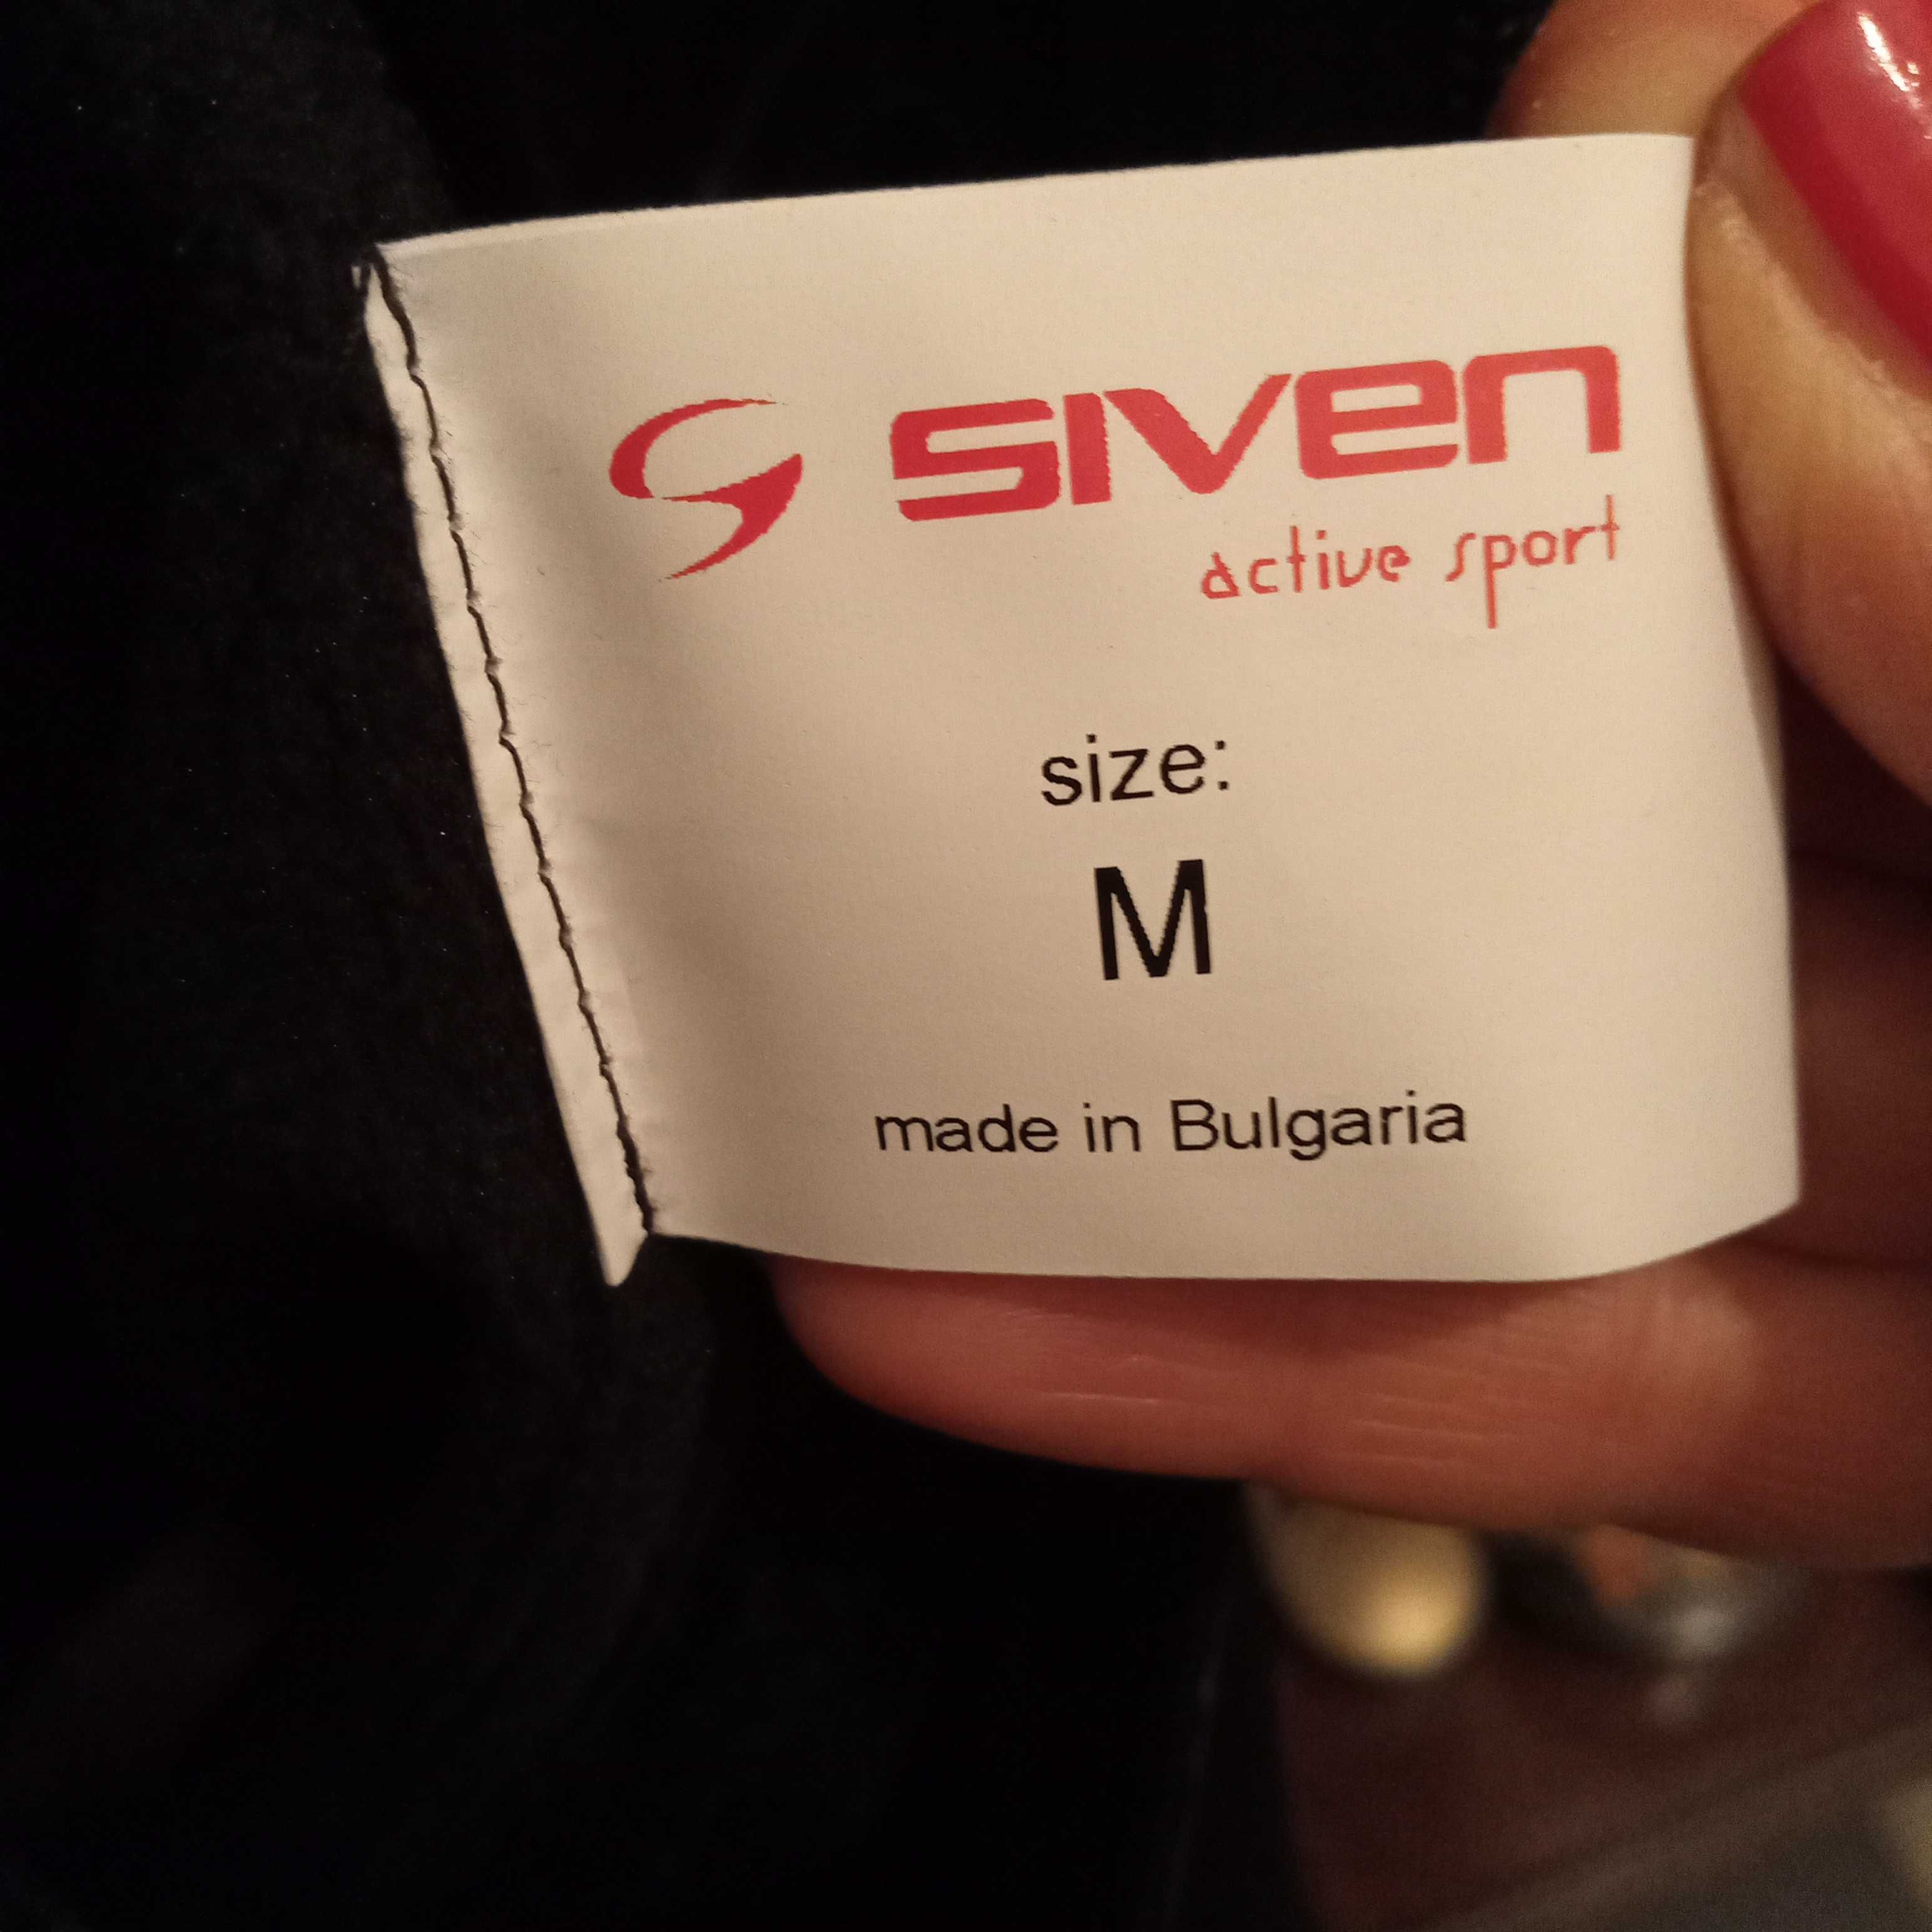 SIVEN
active sport
size:
M
made in Bulgaria